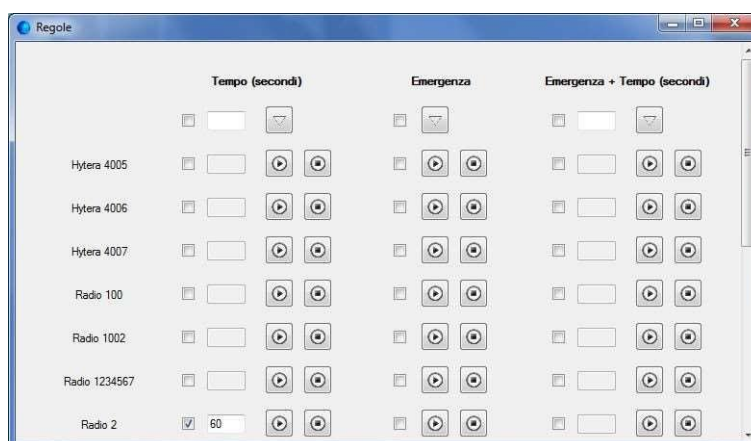 Regole
Tempo (secondi) Emergenza Emergenza + Tempo (secondi)
Hytera 4005
Hytera 4006
Hytera 4007
Radio 100
Radio 1002
Radio 1234567
Radio 2 60